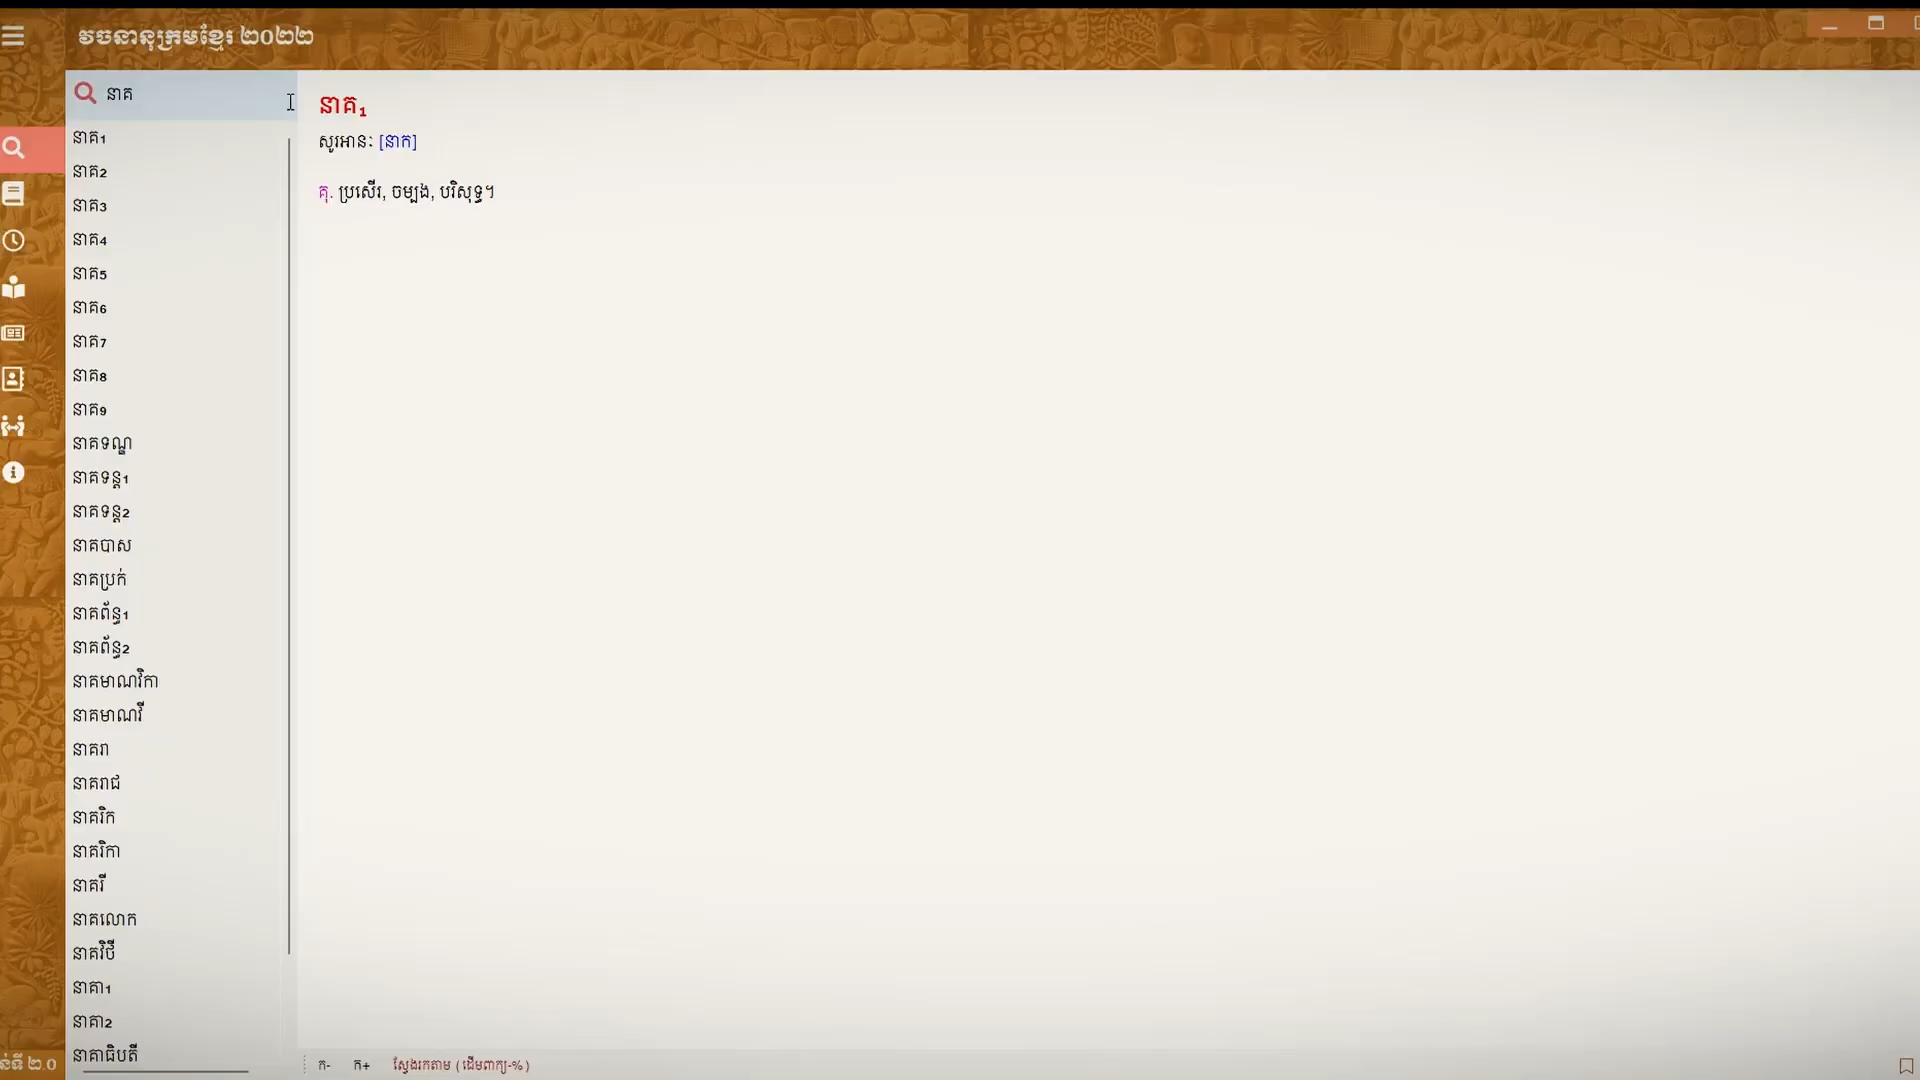 វចនានុក្រមខ្មែរ ២០២២
នាគ
នាគ1
នាគ2
នាគ3
នាគ4
នាគ5
នាគ6
នាគ7
នាគ8
នាគ9
នាគទណ្ឌ
នាគទន្ត1
នាគទន្ត2
នាគបាស
នាគប្រក់
នាគព័ន្ធ1
នាគព័ន្ធ2
នាគមាណវិកា
នាគមាណវី
នាគរា
នាគរាជ
នាគរិក
នាគរិកា
នាគរី
នាគលោក
នាគវិថី
នាគា1
នាគា2
នាគាធិបតី
នាគ1
សូរអានៈ [នាក]
គុ. ប្រសើរ, ចម្បង, បរិសុទ្ធ។
២.0
ក- ក+ ស្វែងរកតាម (ដើមពាក្យ-%)